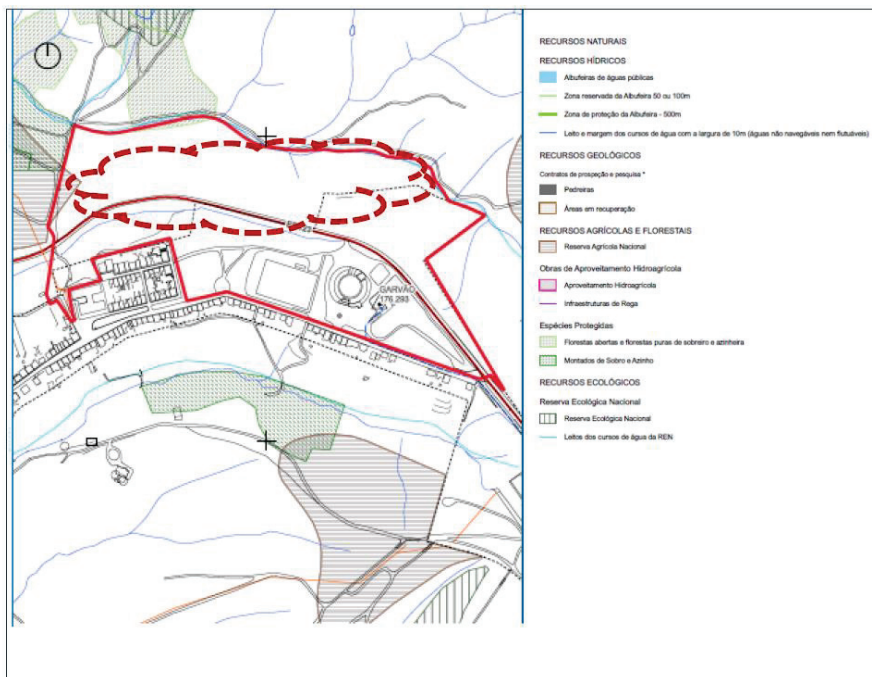 GARVÃO
176.293
RECURSOS NATURAIS
RECURSOS HÍDRICOS
Albufeiras de águas públicas
Zona reservada da Albufeira 50 ou 100m
Zona de proteção da Albufeira - 500m
Leito e margem dos cursos de água com a largura de 10m (águas não navegáveis nem flutuáveis)
RECURSOS GEOLÓGICOS
Contratos de prospeção e pesquisa *
Pedreiras
Áreas em recuperação
RECURSOS AGRÍCOLAS E FLORESTAIS
Reserva Agrícola Nacional
Obras de Aproveitamento Hidroagrícola
Aproveitamento Hidroagrícola
Infraestruturas de Rega
Espécies Protegidas
Florestas abertas e florestas puras de sobreiro e azinheira
Montados de Sobro e Azinho
RECURSOS ECOLÓGICOS
Reserva Ecológica Nacional
Reserva Ecológica Nacional
Leitos dos cursos de água da REN